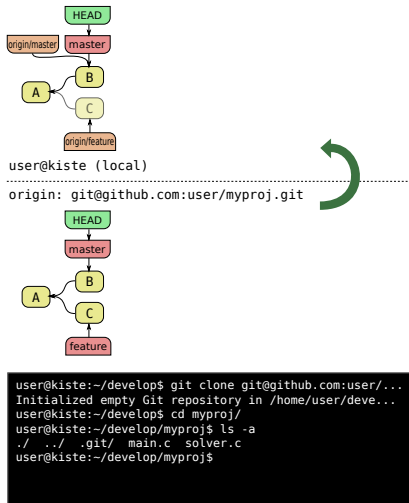 HEAD
origin/master
master
B
A
C
origin/feature
user@kiste (local)
origin: git@github.com:user/myproj.git
HEAD
master
B
A
C
feature
user@kiste:~/develop$ git clone git@github.com:user/...
Initialized empty Git repository in /home/user/deve...
user@kiste:~/develop$ cd myproj/
user@kiste:~/develop/myproj$ ls -a
./  ../  .git/  main.c  solver.c
user@kiste:~/develop/myproj$